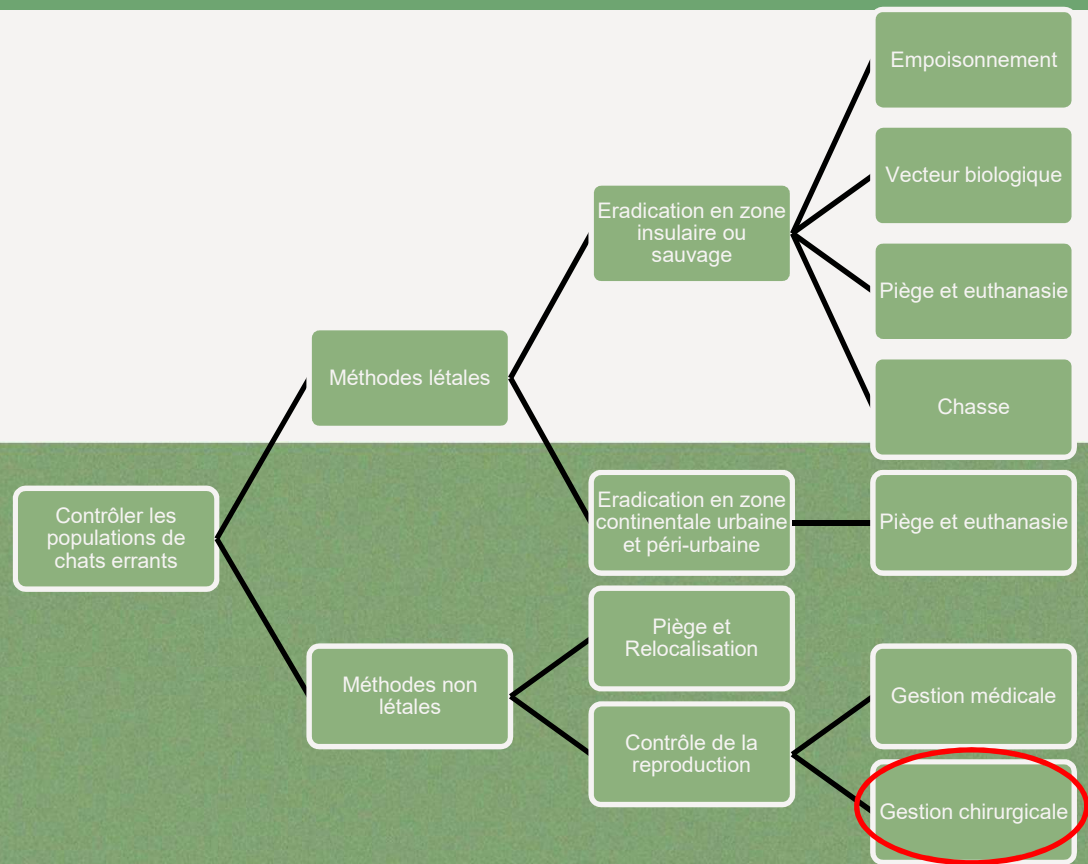 Empoisonnement
Vecteur biologique
Eradication en zone
insulaire ou
sauvage
Piège et euthanasie
Méthodes létales
Chasse
Contrôler les
populations de
chats errants
Eradication en zone
continentale urbaine
et péri-urbaine
Piège et euthanasie
Piège et
Relocalisation
Méthodes non
létales
Gestion médicale
Contrôle de la
reproduction
Gestion chirurgicale